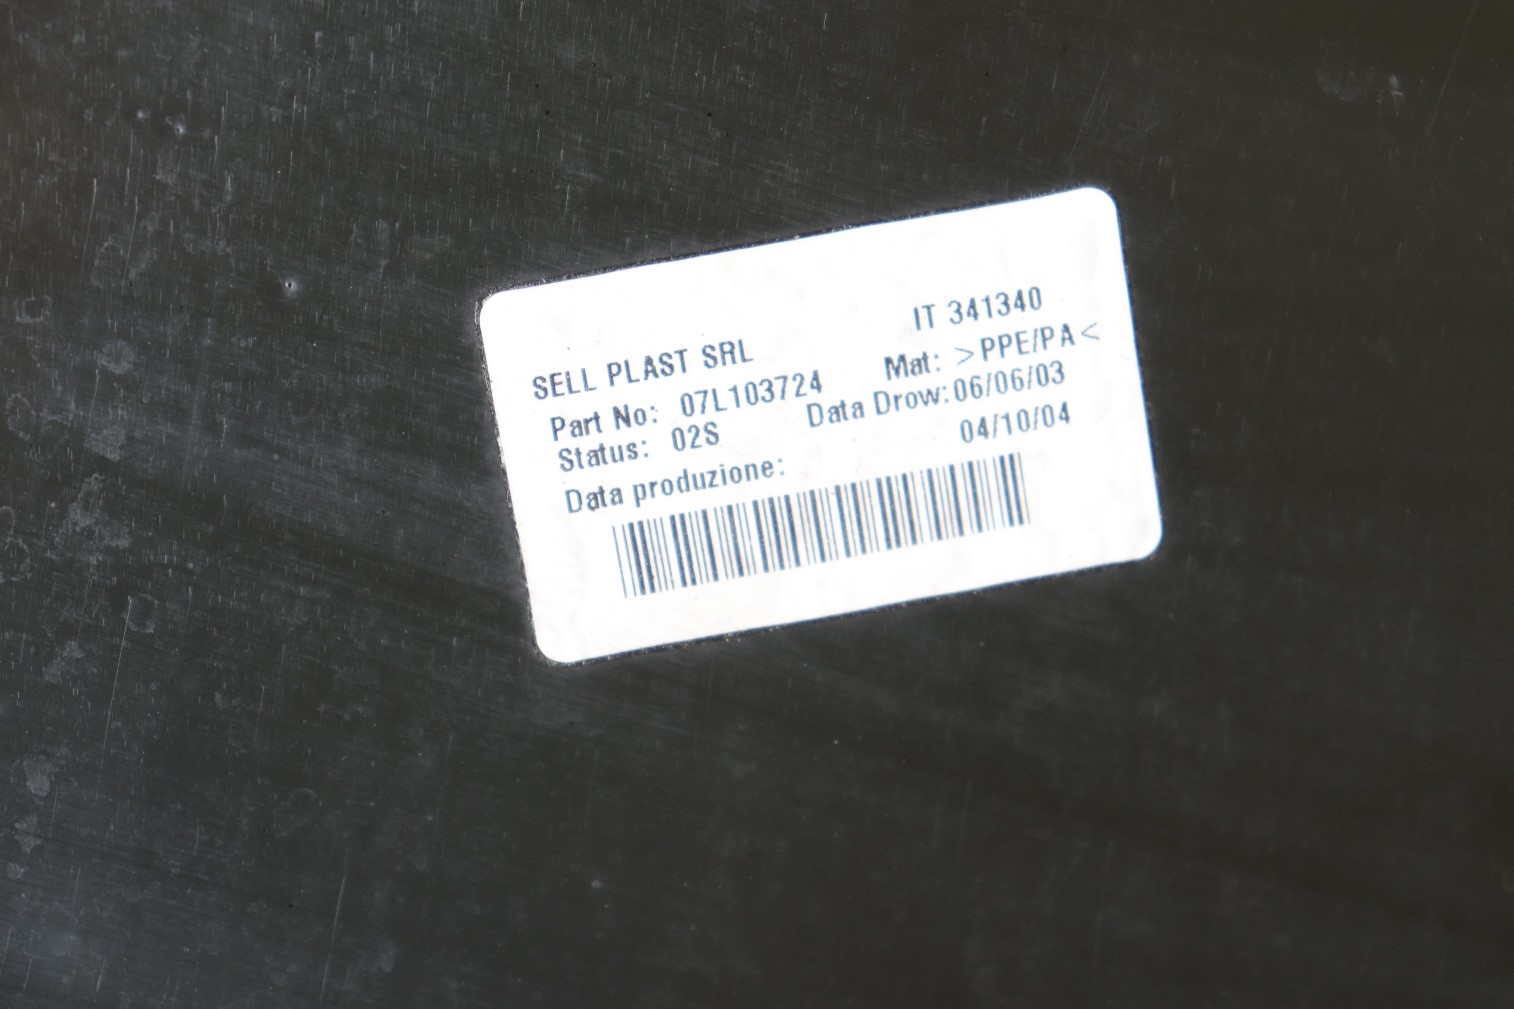 IT 341340
SELL PLAST SRL Mat: >PPE/PA<
Part No: 07L103724 Data Drow: 06/06/03
Status: 02S 04/10/04
Data produzione: